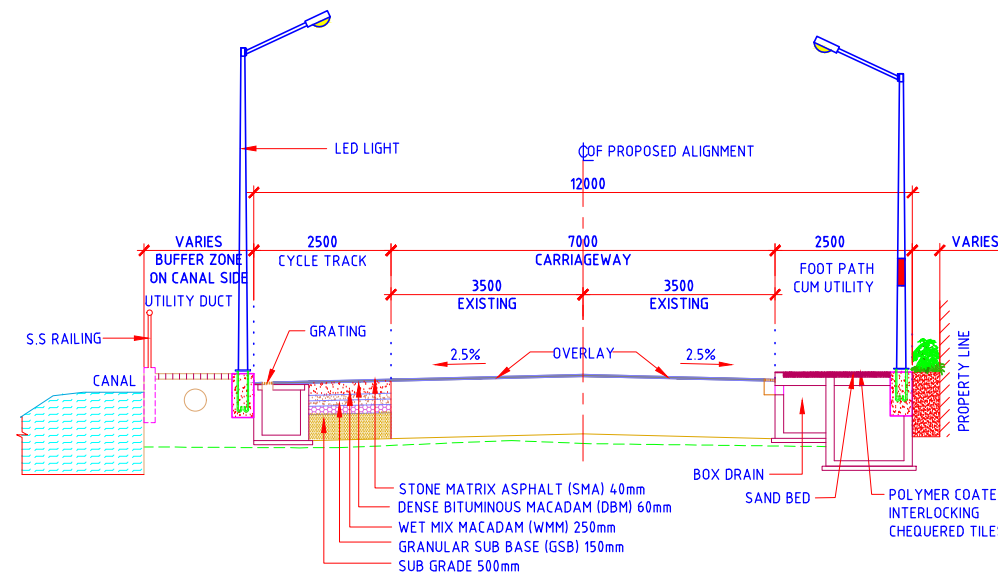 LED LIGHT
℄ OF PROPOSED ALIGNMENT
12000
VARIES
BUFFER ZONE
ON CANAL SIDE
UTILITY DUCT
2500
CYCLE TRACK
7000
CARRIAGEWAY
2500
FOOT PATH
CUM UTILITY
VARIES
3500
EXISTING
3500
EXISTING
S.S RAILING
GRATING
2.5%
OVERLAY
2.5%
CANAL
PROPERTY LINE
BOX DRAIN
SAND BED
POLYMER COATE
INTERLOCKING
CHEQUERED TILES
STONE MATRIX ASPHALT (SMA) 40mm
DENSE BITUMINOUS MACADAM (DBM) 60mm
WET MIX MACADAM (WMM) 250mm
GRANULAR SUB BASE (GSB) 150mm
SUB GRADE 500mm